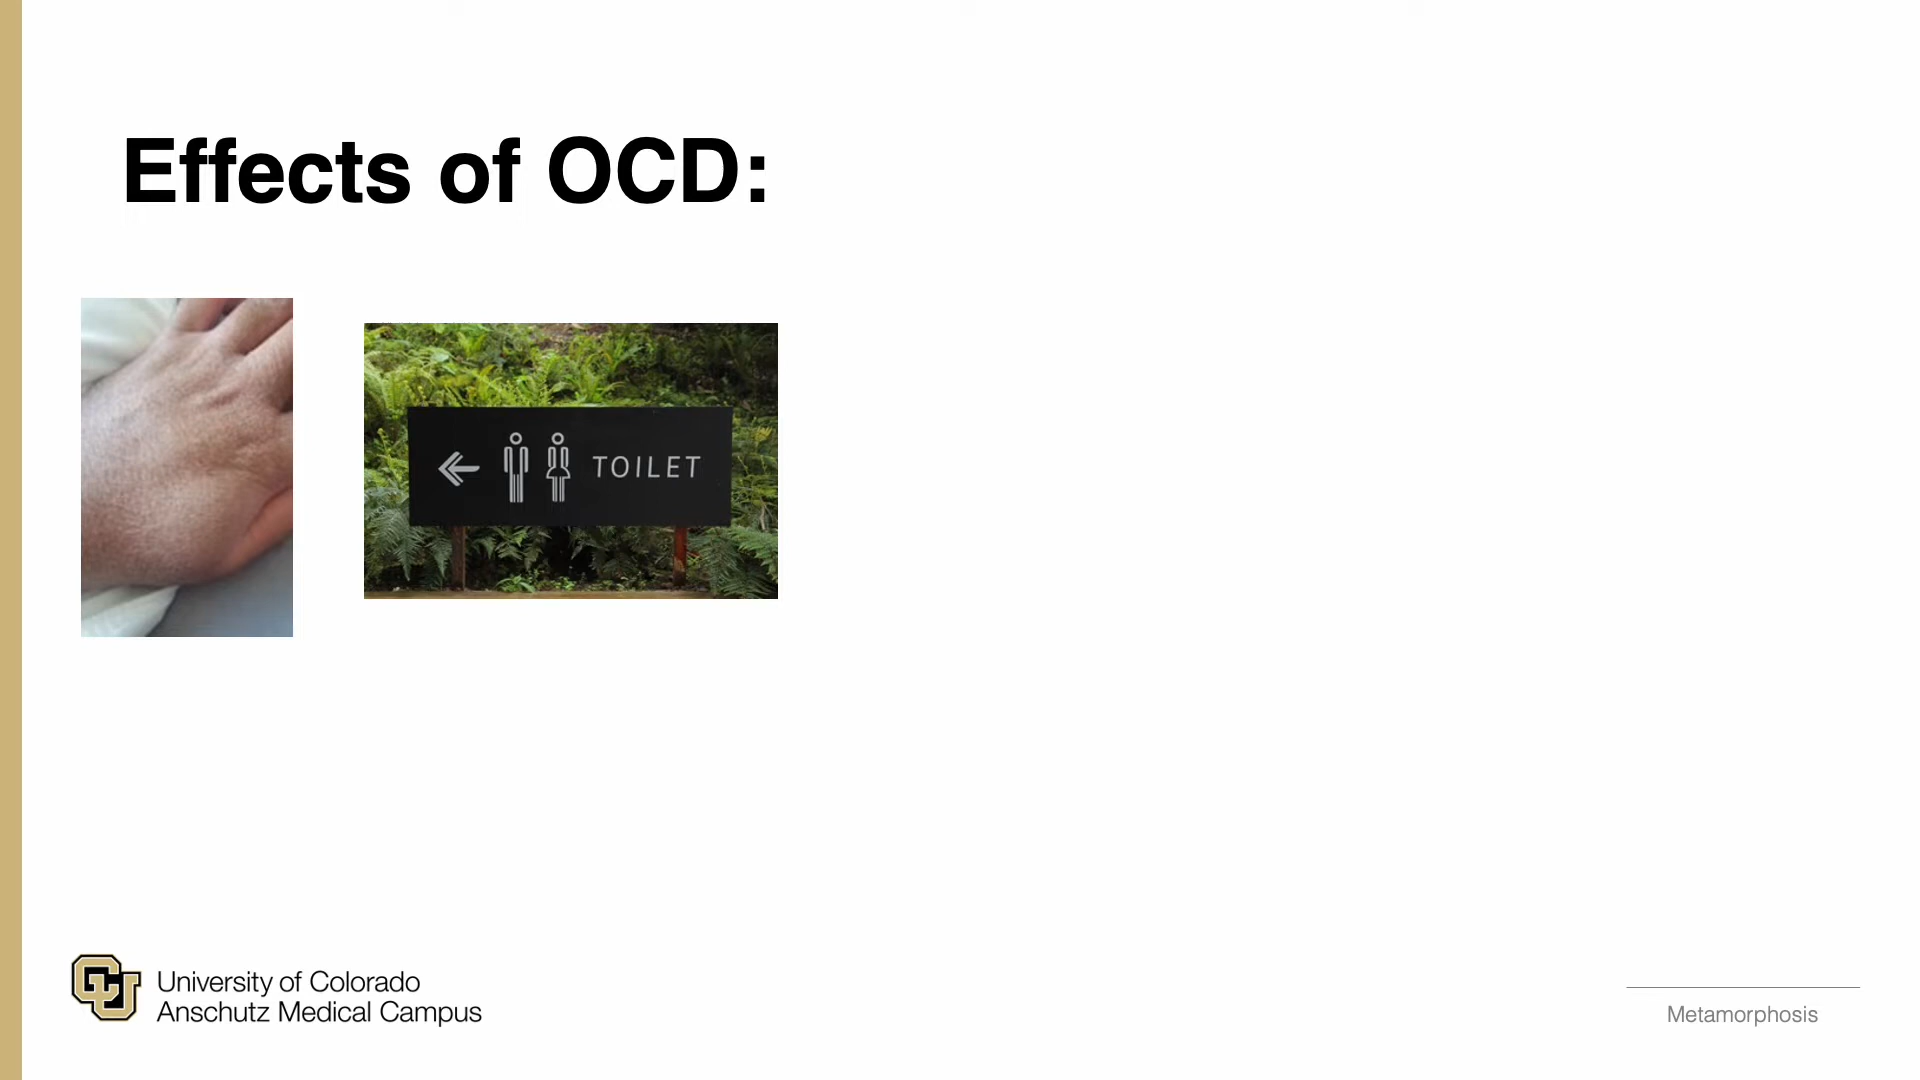 Effects of OCD:
TOILET
University of Colorado
Anschutz Medical Campus
Metamorphosis